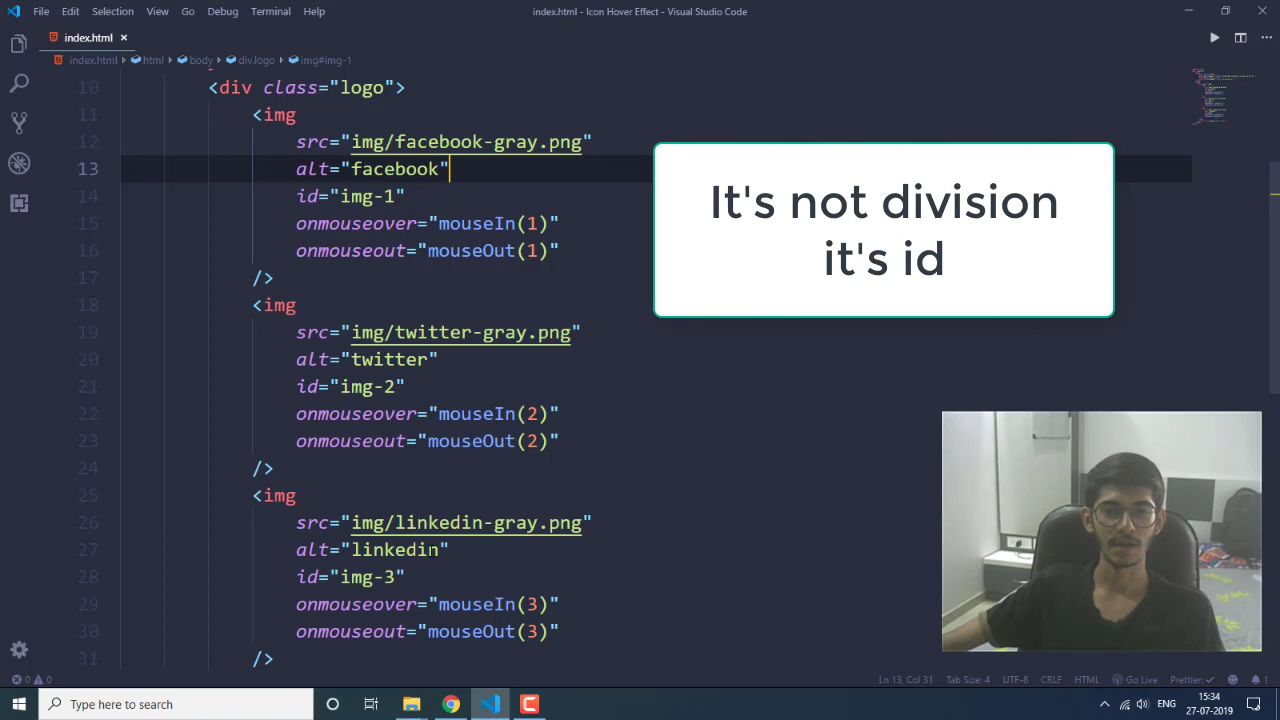 File Edit Selection View Go Debug Terminal Help
index.html - Icon Hover Effect - Visual Studio Code
index.html ×
index.html › html › body › div.logo › img#img-1
10 <div class="logo">
11 <img
12 src="img/facebook-gray.png"
13 alt="facebook"
14 id="img-1"
15 onmouseover="mouseIn(1)"
16 onmouseout="mouseOut(1)"
17 />
18 <img
19 src="img/twitter-gray.png"
20 alt="twitter"
21 id="img-2"
22 onmouseover="mouseIn(2)"
23 onmouseout="mouseOut(2)"
24 />
25 <img
26 src="img/linkedin-gray.png"
27 alt="linkedin"
28 id="img-3"
29 onmouseover="mouseIn(3)"
30 onmouseout="mouseOut(3)"
31 />
It's not division
it's id
0 0
Ln 13, Col 31 Tab Size: 4 UTF-8 CRLF HTML Go Live Prettier: ✓ 1
Type here to search
ENG
15:34
27-07-2019